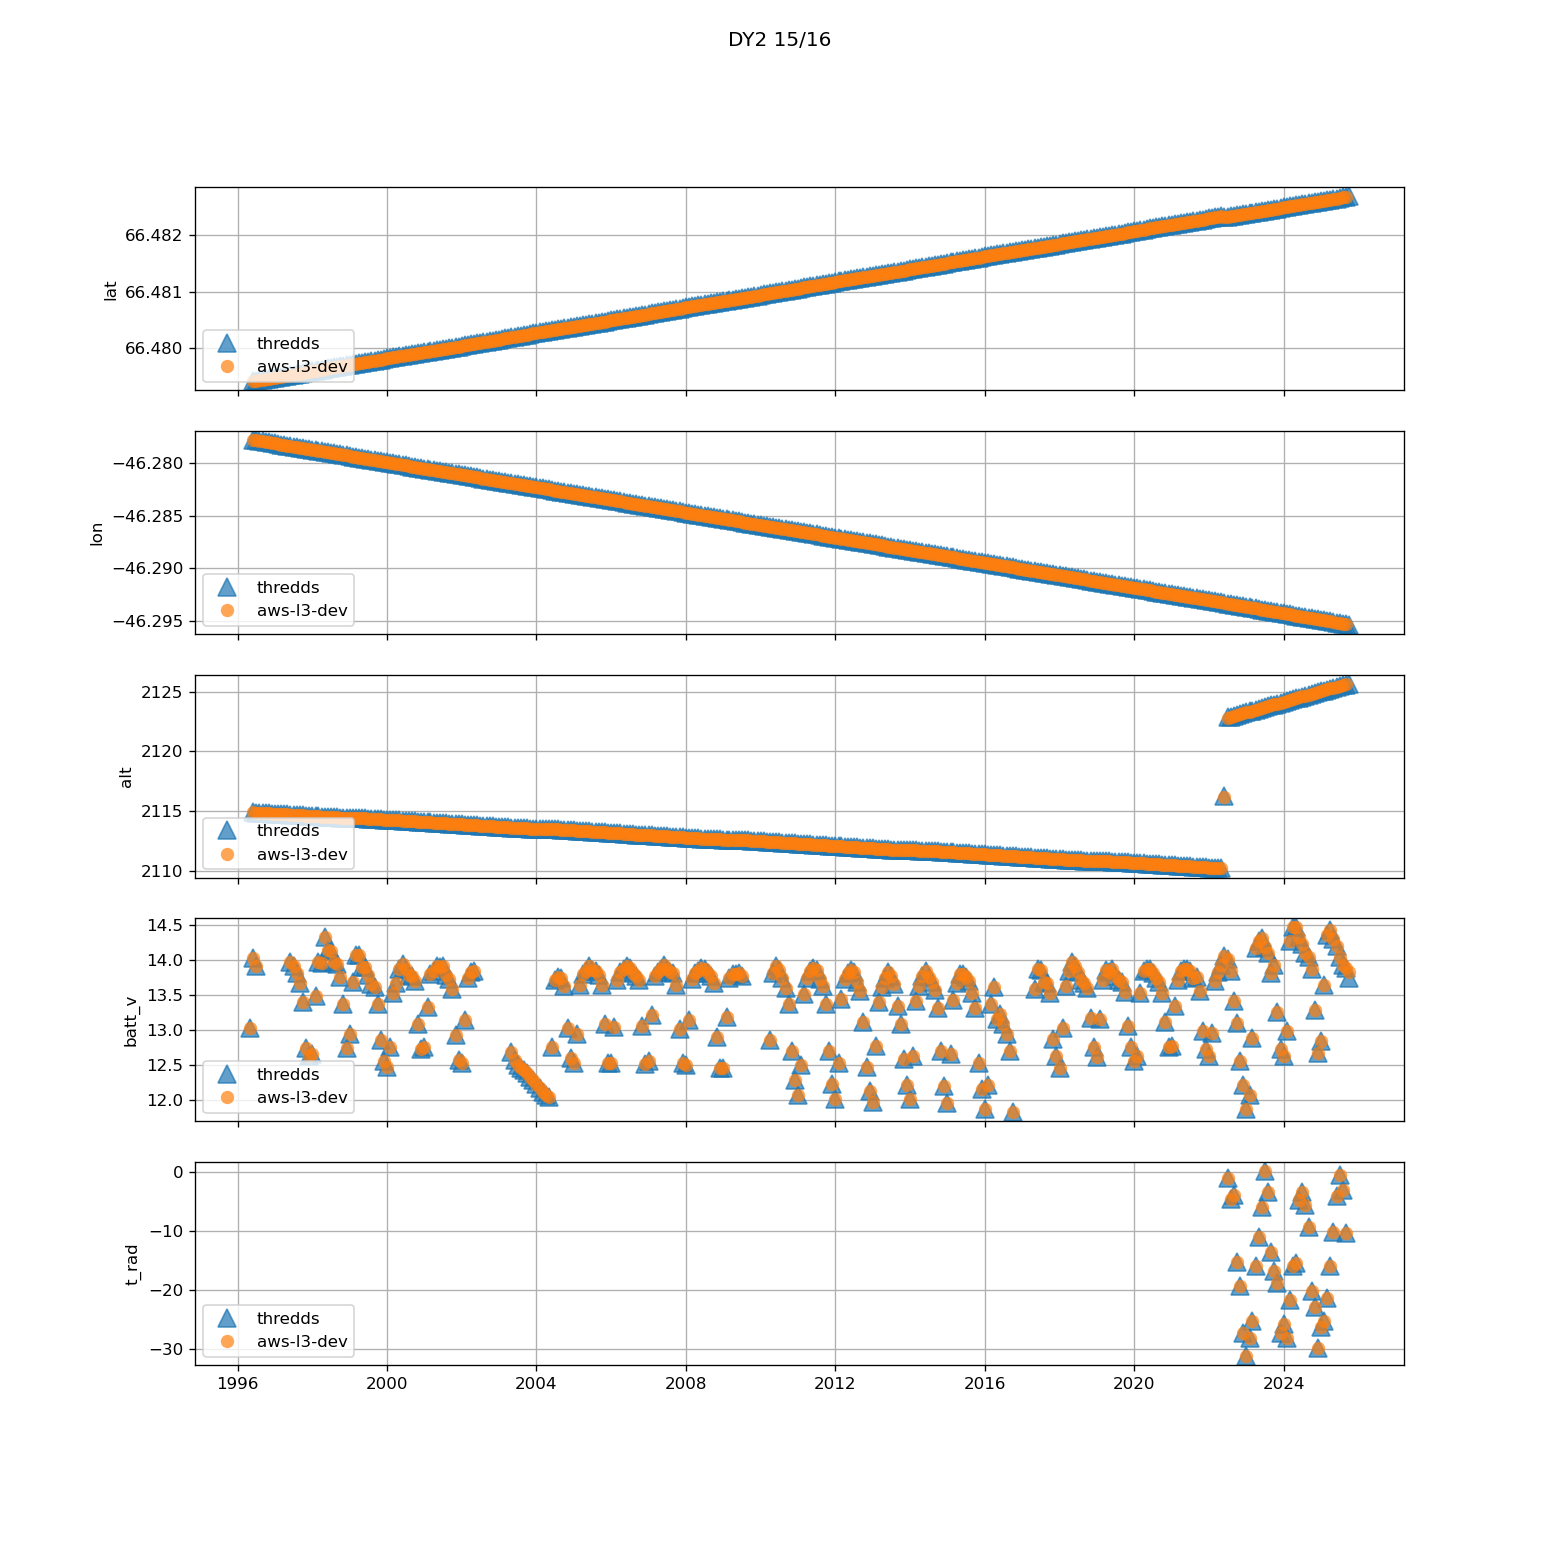 DY2 15/16
66.482
66.481
66.480
lat
thredds
aws-l3-dev
−46.280
−46.285
−46.290
−46.295
lon
thredds
aws-l3-dev
2125
2120
2115
2110
alt
thredds
aws-l3-dev
14.5
14.0
13.5
13.0
12.5
12.0
batt_v
thredds
aws-l3-dev
0
−10
−20
−30
t_rad
thredds
aws-l3-dev
1996 2000 2004 2008 2012 2016 2020 2024